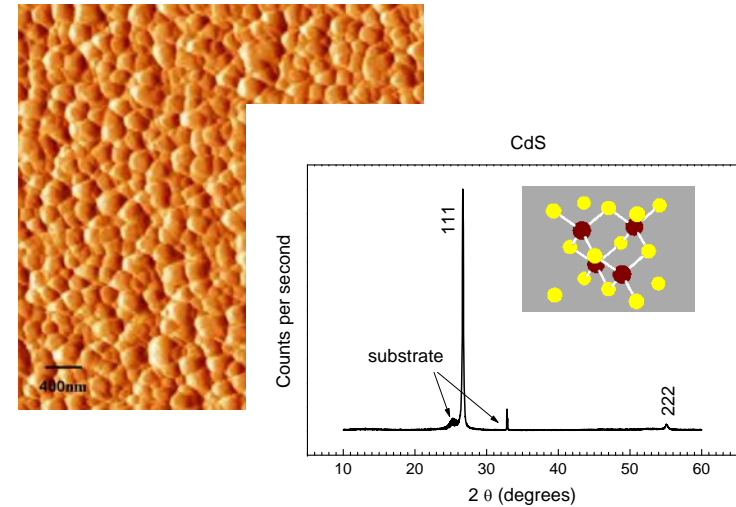 400nm
CdS
Counts per second
111
substrate
222
10 20 30 40 50 60
2 θ (degrees)